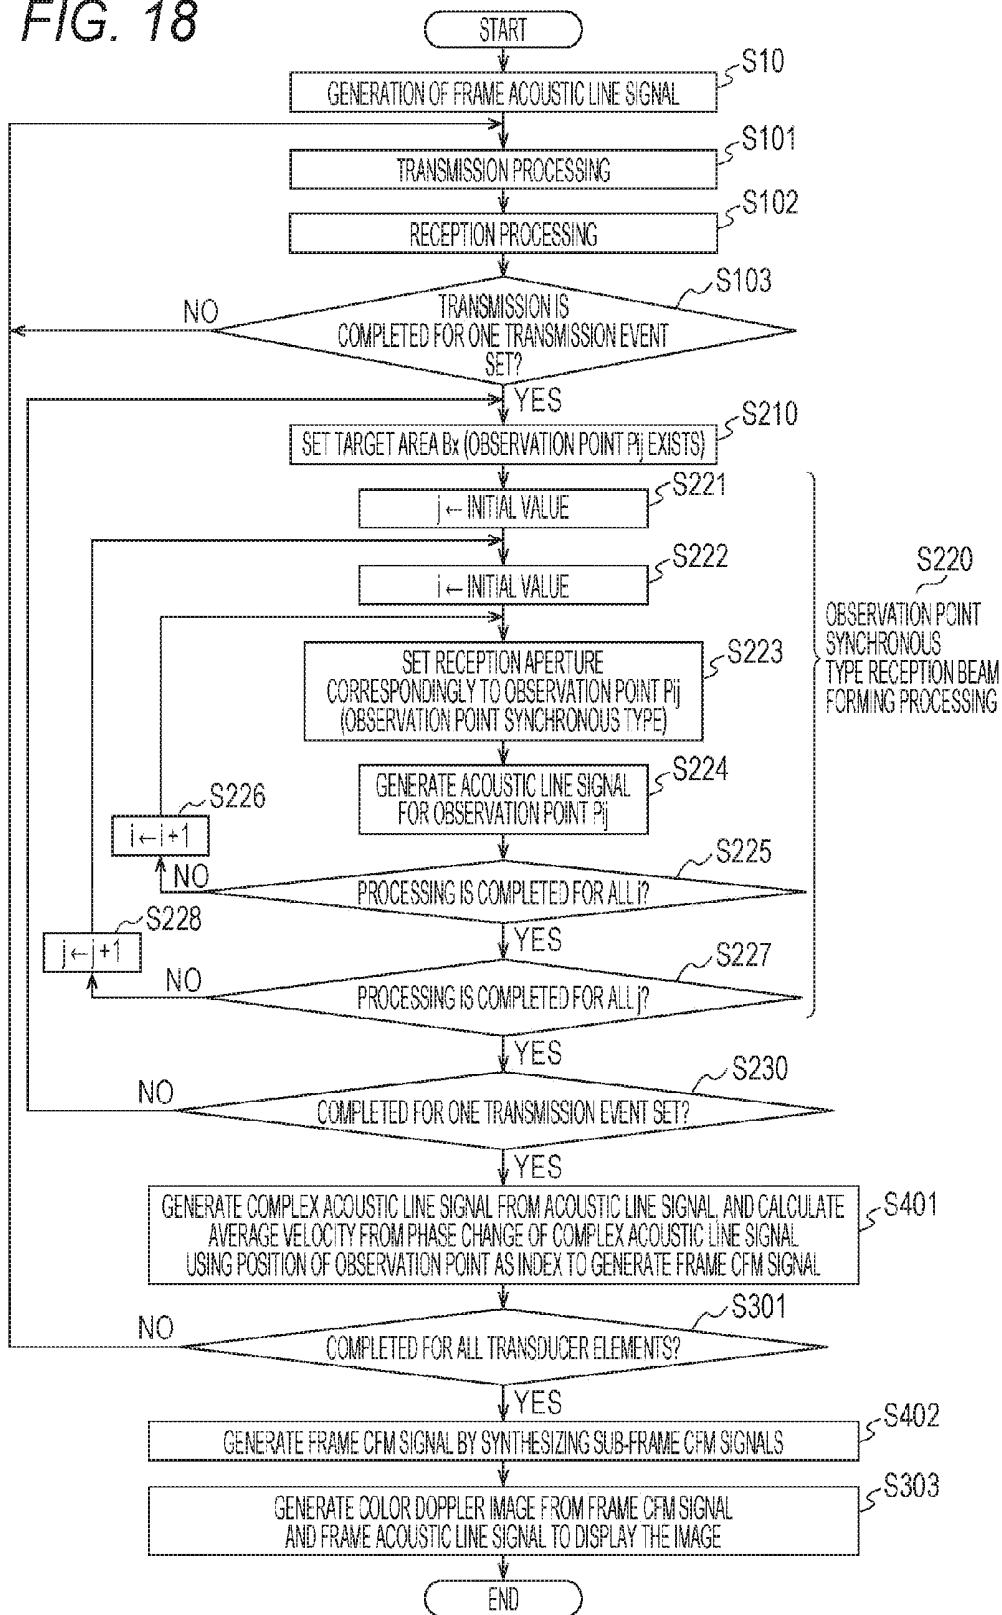 FIG. 18
START
S10
GENERATION OF FRAME ACOUSTIC LINE SIGNAL
S101
TRANSMISSION PROCESSING
S102
RECEPTION PROCESSING
S103
NO
TRANSMISSION IS
COMPLETED FOR ONE TRANSMISSION EVENT
SET?
YES
S210
SET TARGET AREA Bx (OBSERVATION POINT Pij EXISTS)
S221
j ← INITIAL VALUE
S222
i ← INITIAL VALUE
S220
OBSERVATION POINT
SYNCHRONOUS
TYPE RECEPTION BEAM
FORMING PROCESSING
S223
SET RECEPTION APERTURE
CORRESPONDINGLY TO OBSERVATION POINT Pij
(OBSERVATION POINT SYNCHRONOUS TYPE)
S224
GENERATE ACOUSTIC LINE SIGNAL
FOR OBSERVATION POINT Pij
S226
i ← i + 1
S225
NO
PROCESSING IS COMPLETED FOR ALL i?
YES
S228
j ← j + 1
S227
NO
PROCESSING IS COMPLETED FOR ALL j?
YES
S230
NO
COMPLETED FOR ONE TRANSMISSION EVENT SET?
YES
S401
GENERATE COMPLEX ACOUSTIC LINE SIGNAL FROM ACOUSTIC LINE SIGNAL, AND CALCULATE
AVERAGE VELOCITY FROM PHASE CHANGE OF COMPLEX ACOUSTIC LINE SIGNAL
USING POSITION OF OBSERVATION POINT AS INDEX TO GENERATE FRAME CFM SIGNAL
S301
NO
COMPLETED FOR ALL TRANSDUCER ELEMENTS?
YES
S402
GENERATE FRAME CFM SIGNAL BY SYNTHESIZING SUB-FRAME CFM SIGNALS
S303
GENERATE COLOR DOPPLER IMAGE FROM FRAME CFM SIGNAL
AND FRAME ACOUSTIC LINE SIGNAL TO DISPLAY THE IMAGE
END